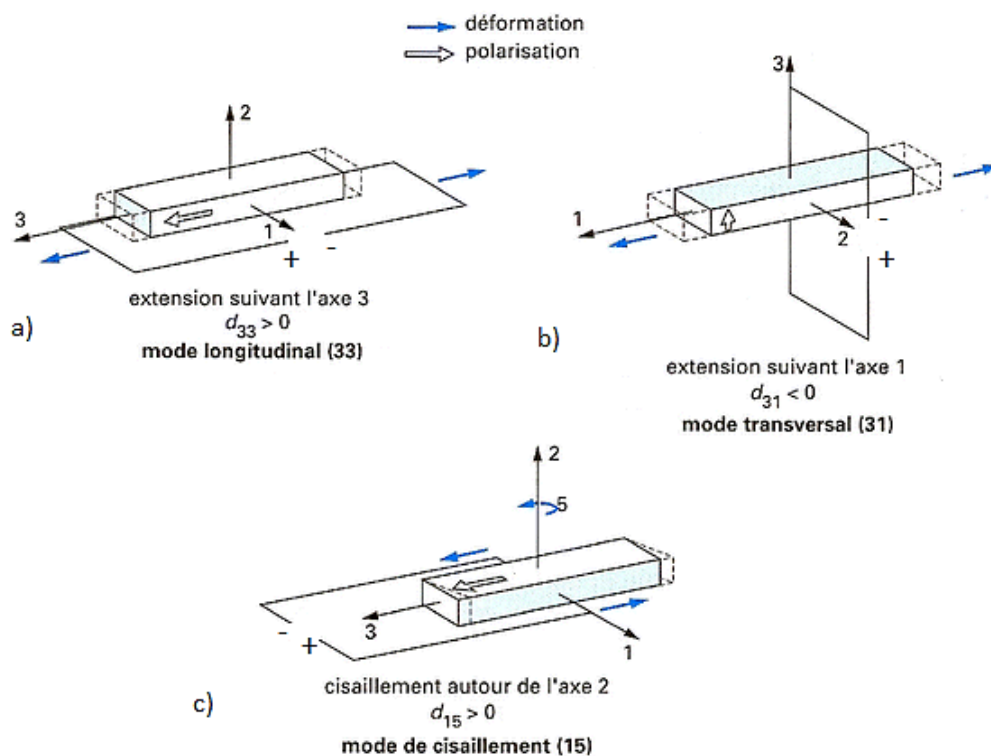 déformation
polarisation
2
3
1
+
-
extension suivant l'axe 3
d33 > 0
mode longitudinal (33)
a)
3
1
2
-
+
extension suivant l'axe 1
d31 < 0
mode transversal (31)
b)
2
5
3
1
-
+
cisaillement autour de l'axe 2
d15 > 0
mode de cisaillement (15)
c)